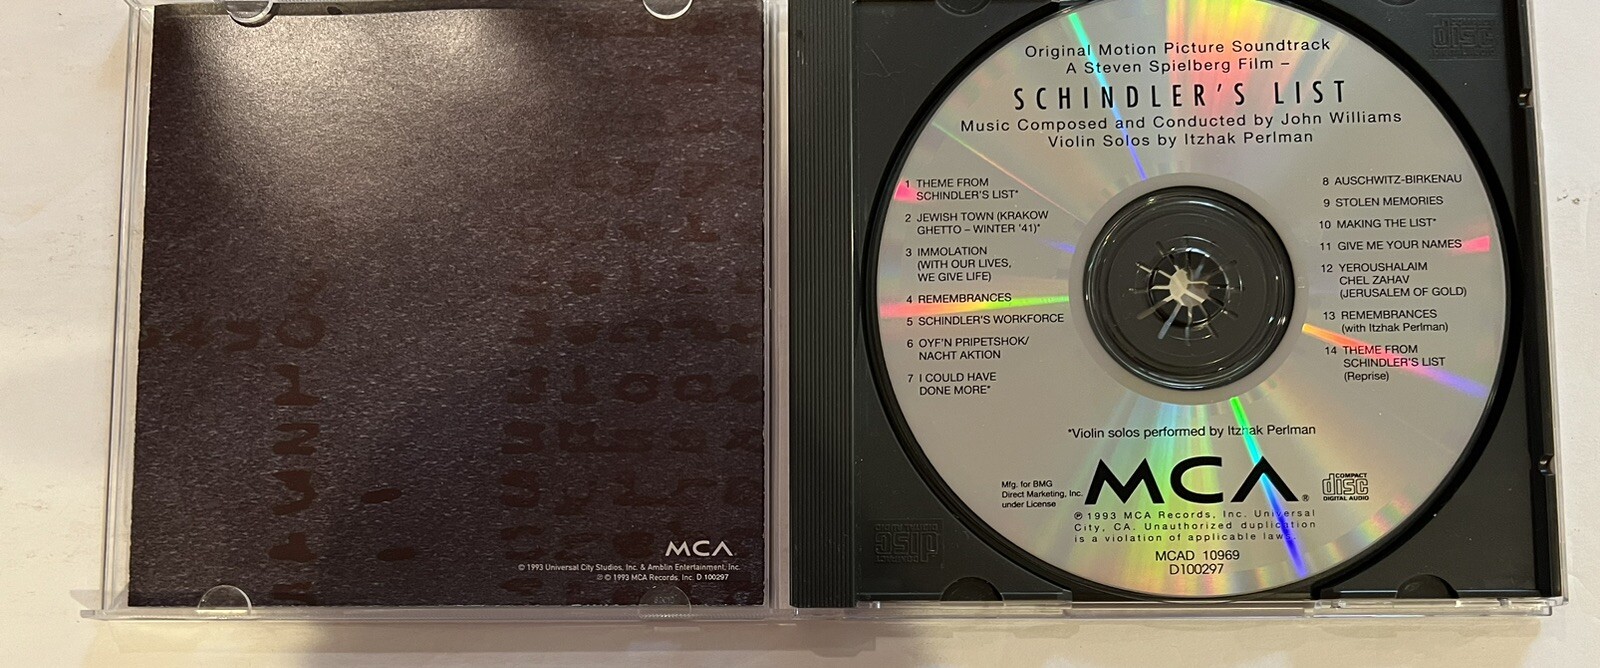 MCA
© 1993 Universal City Studios, Inc. & Amblin Entertainment, Inc.
℗ © 1993 MCA Records, Inc. D 100297
Original Motion Picture Soundtrack
A Steven Spielberg Film –
SCHINDLER'S LIST
Music Composed and Conducted by John Williams
Violin Solos by Itzhak Perlman
1 THEME FROM
SCHINDLER'S LIST*
2 JEWISH TOWN (KRAKOW
GHETTO – WINTER '41)*
3 IMMOLATION
(WITH OUR LIVES,
WE GIVE LIFE)
4 REMEMBRANCES
5 SCHINDLER'S WORKFORCE
6 OYF'N PRIPETSHOK/
NACHT AKTION
7 I COULD HAVE
DONE MORE*
8 AUSCHWITZ-BIRKENAU
9 STOLEN MEMORIES
10 MAKING THE LIST*
11 GIVE ME YOUR NAMES
12 YEROUSHALAIM
CHEL ZAHAV
(JERUSALEM OF GOLD)
13 REMEMBRANCES
(with Itzhak Perlman)
14 THEME FROM
SCHINDLER'S LIST
(Reprise)
*Violin solos performed by Itzhak Perlman
Mfg. for BMG
Direct Marketing, Inc.
under License
MCA®
COMPACT
disc
DIGITAL AUDIO
℗ 1993 MCA Records, Inc. Universal
City, CA. Unauthorized duplication
is a violation of applicable laws.
MCAD 10969
D100297